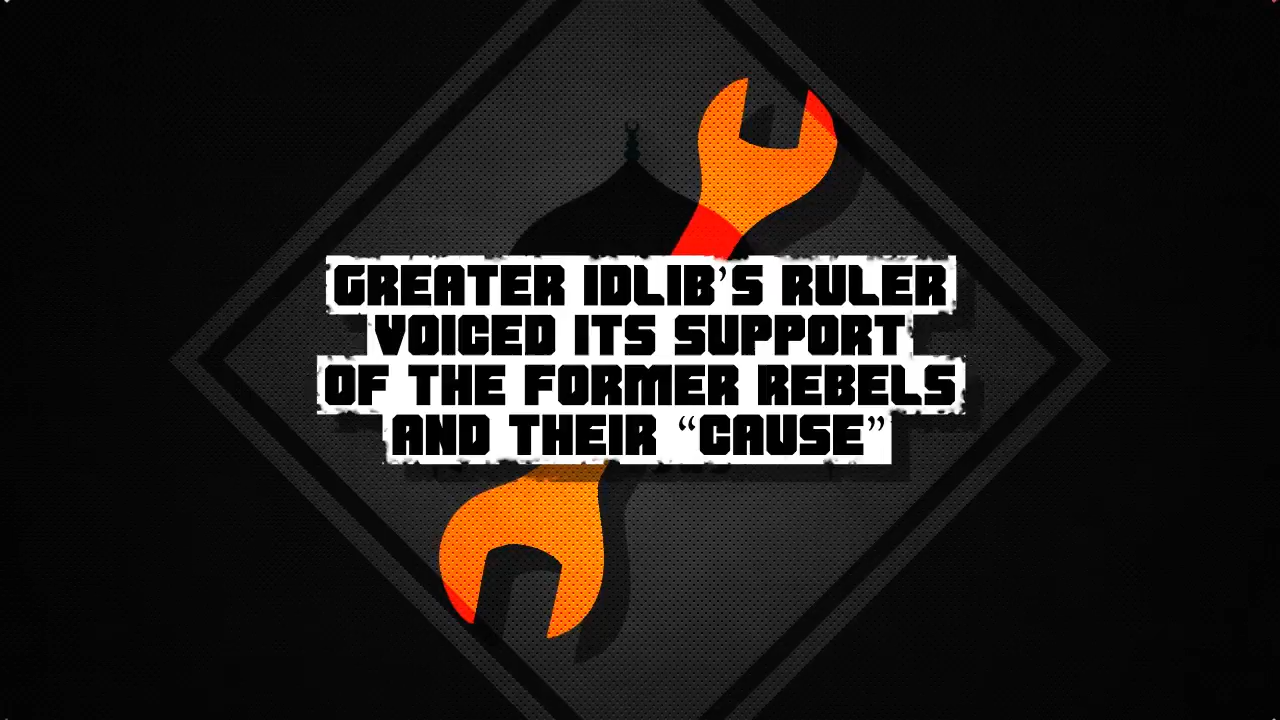 GREATER IDLIB’S RULER
VOICED ITS SUPPORT
OF THE FORMER REBELS
AND THEIR “CAUSE”